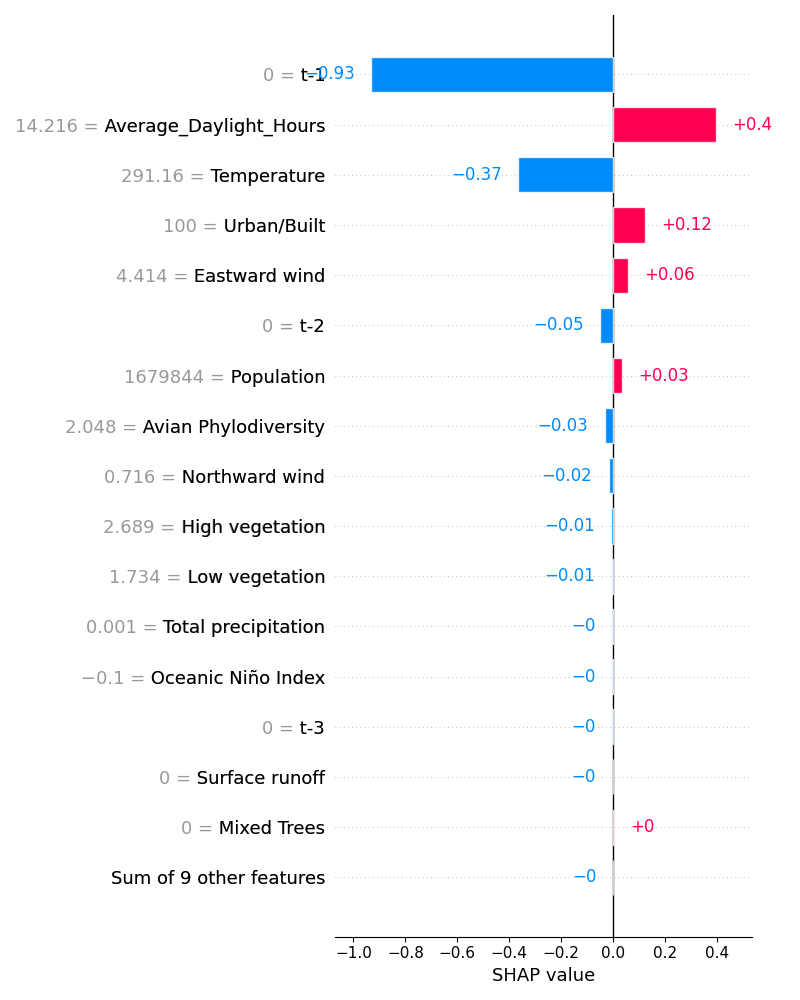 0 = t-1 −0.93
14.216 = Average_Daylight_Hours +0.4
291.16 = Temperature −0.37
100 = Urban/Built +0.12
4.414 = Eastward wind +0.06
0 = t-2 −0.05
1679844 = Population +0.03
2.048 = Avian Phylodiversity −0.03
0.716 = Northward wind −0.02
2.689 = High vegetation −0.01
1.734 = Low vegetation −0.01
0.001 = Total precipitation −0
−0.1 = Oceanic Niño Index −0
0 = t-3 −0
0 = Surface runoff −0
0 = Mixed Trees +0
Sum of 9 other features −0
−1.0 −0.8 −0.6 −0.4 −0.2 0.0 0.2 0.4
SHAP value